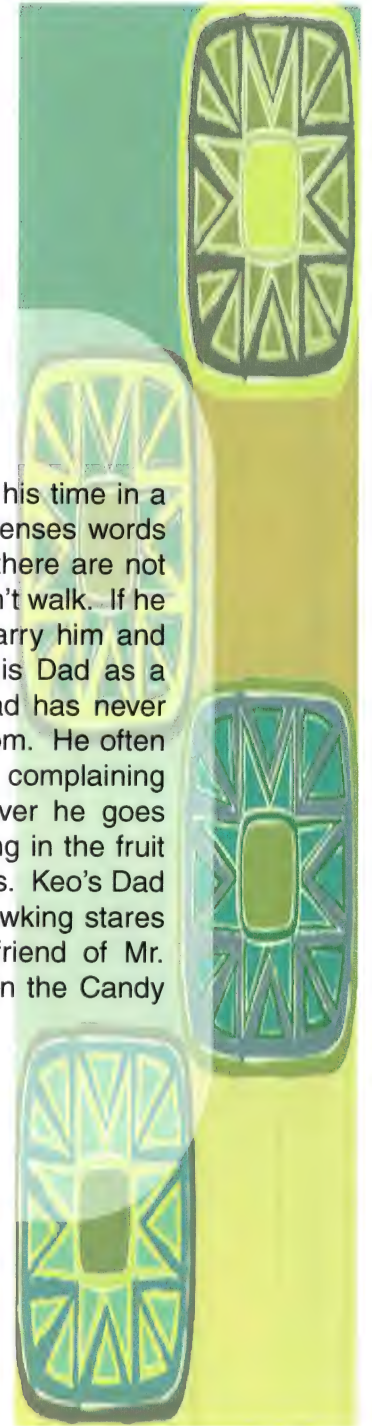 his time in a
enses words
there are not
n't walk. If he
arry him and
is Dad as a
ad has never
om. He often
complaining
ver he goes
ng in the fruit
s. Keo's Dad
wking stares
friend of Mr.
n the Candy